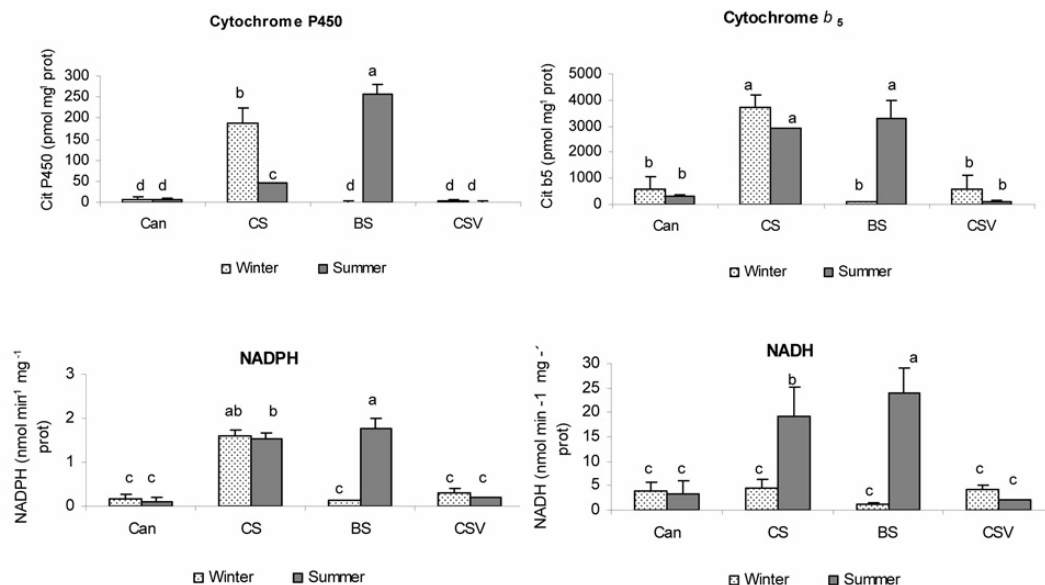 Cytochrome P450
Cit P450 (pmol mg¹ prot)
300
250
200
150
100
50
0
d d
b
c
d
a
d d
Can CS BS CSV
Winter Summer
Cytochrome b 5
Cit b5 (pmol mg¹ prot)
5000
4000
3000
2000
1000
0
b b
a
a
b
a
b
b
Can CS BS CSV
Winter Summer
NADPH
NADPH (nmol min¹ mg⁻¹
prot)
3
2
1
0
c c
ab b
c
a
c c
Can CS BS CSV
Winter Summer
NADH
NADH (nmol min -1 mg -´
prot)
30
25
20
15
10
5
0
c c
c
b
c
a
c
c
Can CS BS CSV
Winter Summer